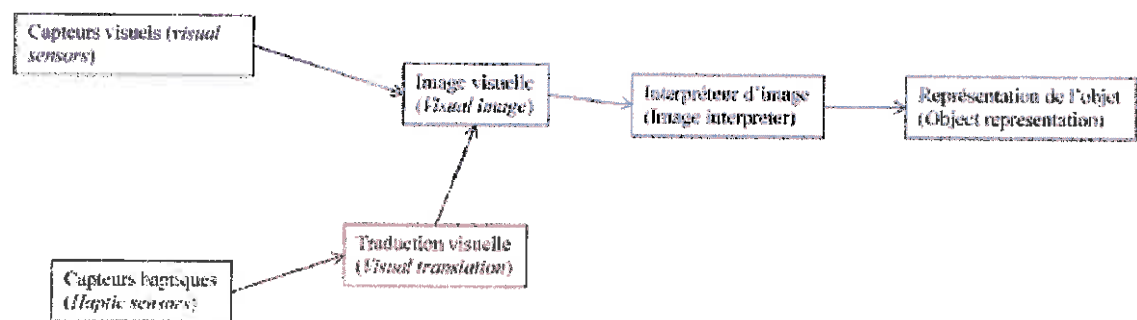 Capteurs visuels (visual
sensors)
Image visuelle
(Visual image)
Interpréteur d'image
(Image interpreter)
Représentation de l'objet
(Object representation)
Traduction visuelle
(Visual translation)
Capteurs haptiques
(Haptic sensors)